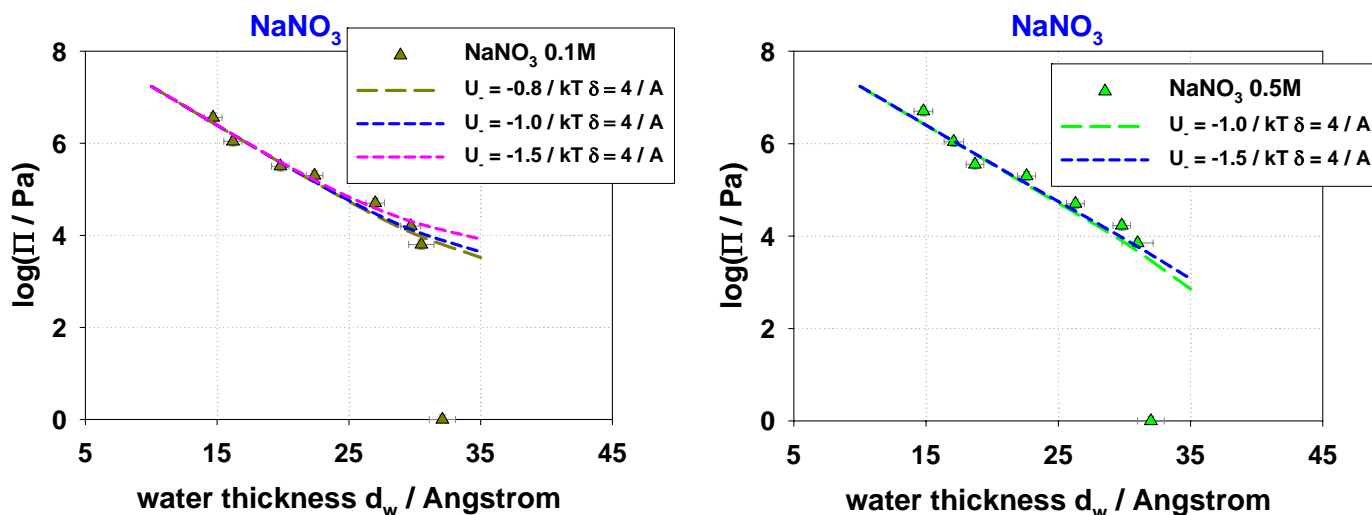 NaNO₃
NaNO₃ 0.1M
U₋ = -0.8 / kT δ = 4 / A
U₋ = -1.0 / kT δ = 4 / A
U₋ = -1.5 / kT δ = 4 / A
log(Π / Pa)
8
6
4
2
0
5 15 25 35 45
water thickness d_w / Angstrom
NaNO₃
NaNO₃ 0.5M
U₋ = -1.0 / kT δ = 4 / A
U₋ = -1.5 / kT δ = 4 / A
log(Π / Pa)
8
6
4
2
0
5 15 25 35 45
water thickness d_w / Angstrom